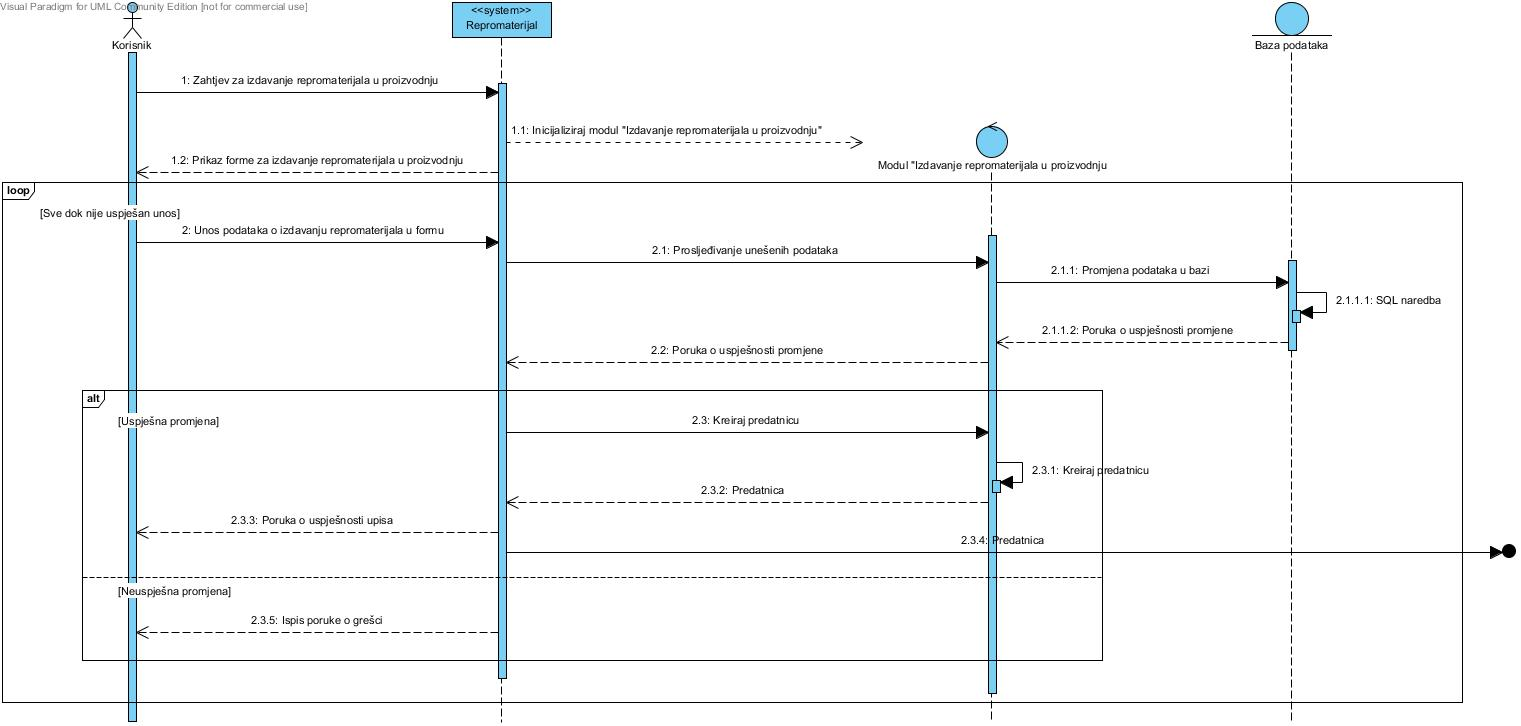 Visual Paradigm for UML Community Edition [not for commercial use]
<<system>>
Repromaterijal
Korisnik
Baza podataka
1: Zahtjev za izdavanje repromaterijala u proizvodnju
1.1: Inicijaliziraj modul "Izdavanje repromaterijala u proizvodnju"
1.2: Prikaz forme za izdavanje repromaterijala u proizvodnju
Modul "Izdavanje repromaterijala u proizvodnju
loop
[Sve dok nije uspješan unos]
2: Unos podataka o izdavanju repromaterijala u formu
2.1: Prosljeđivanje unešenih podataka
2.1.1: Promjena podataka u bazi
2.1.1.1: SQL naredba
2.1.1.2: Poruka o uspješnosti promjene
2.2: Poruka o uspješnosti promjene
alt
[Uspješna promjena]
2.3: Kreiraj predatnicu
2.3.1: Kreiraj predatnicu
2.3.2: Predatnica
2.3.3: Poruka o uspješnosti upisa
2.3.4: Predatnica
[Neuspješna promjena]
2.3.5: Ispis poruke o grešci